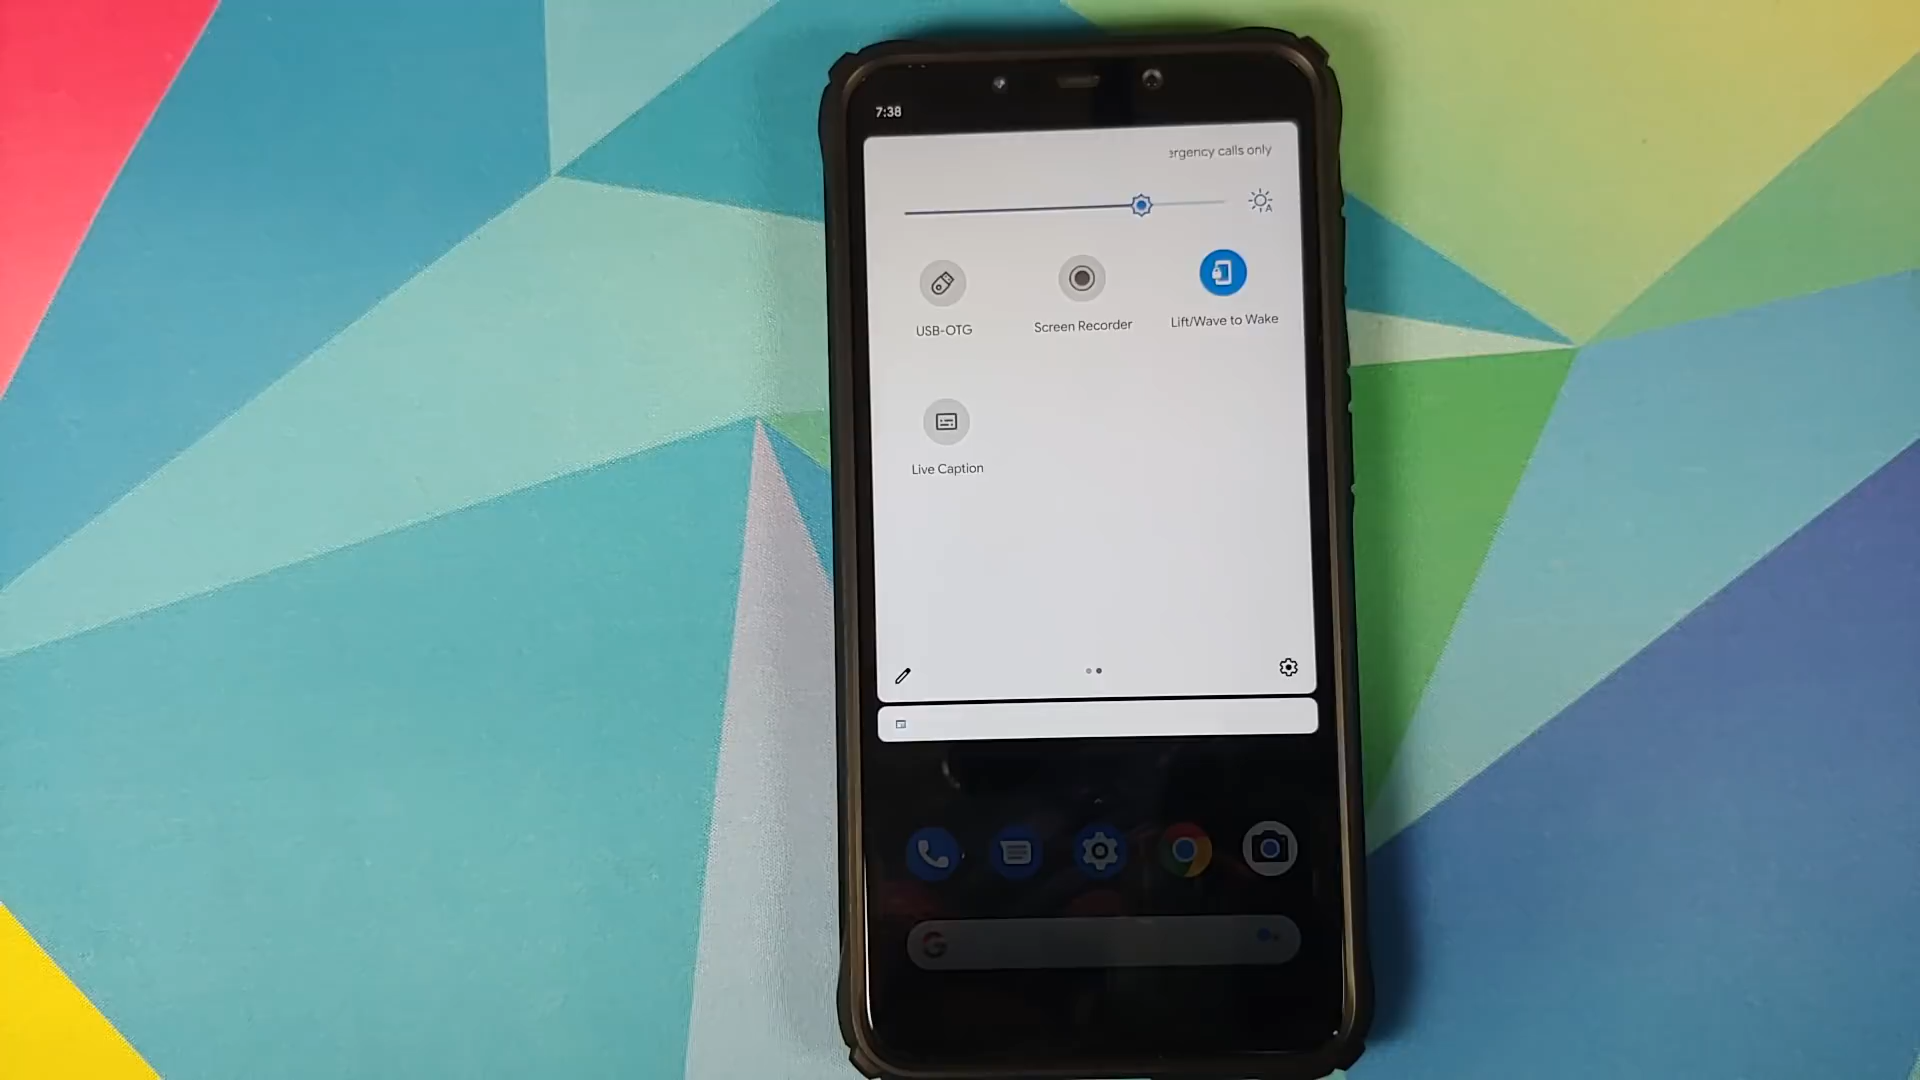 7:38
ergency calls only
USB-OTG
Screen Recorder
Lift/Wave to Wake
Live Caption